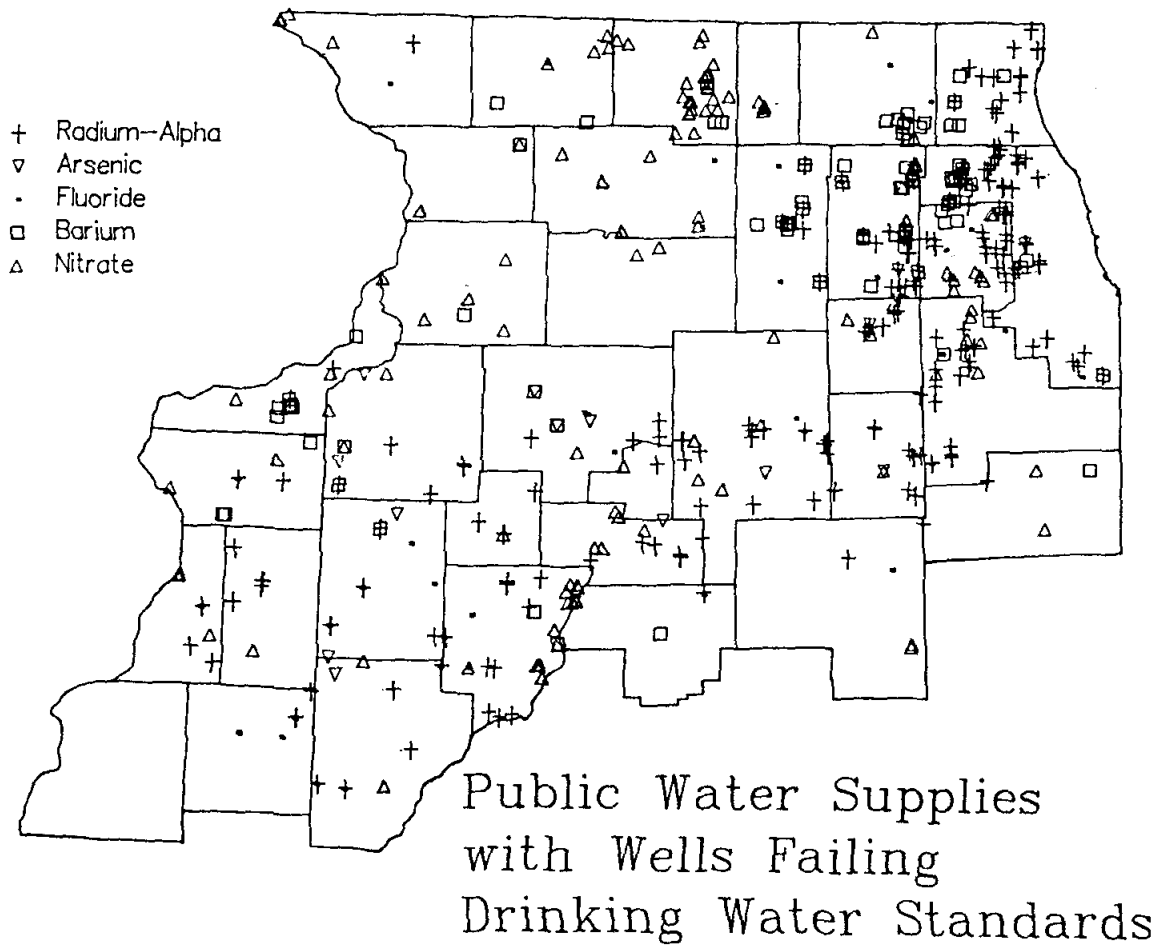 Radium-Alpha
Arsenic
Fluoride
Barium
Nitrate
Public Water Supplies
with Wells Failing
Drinking Water Standards